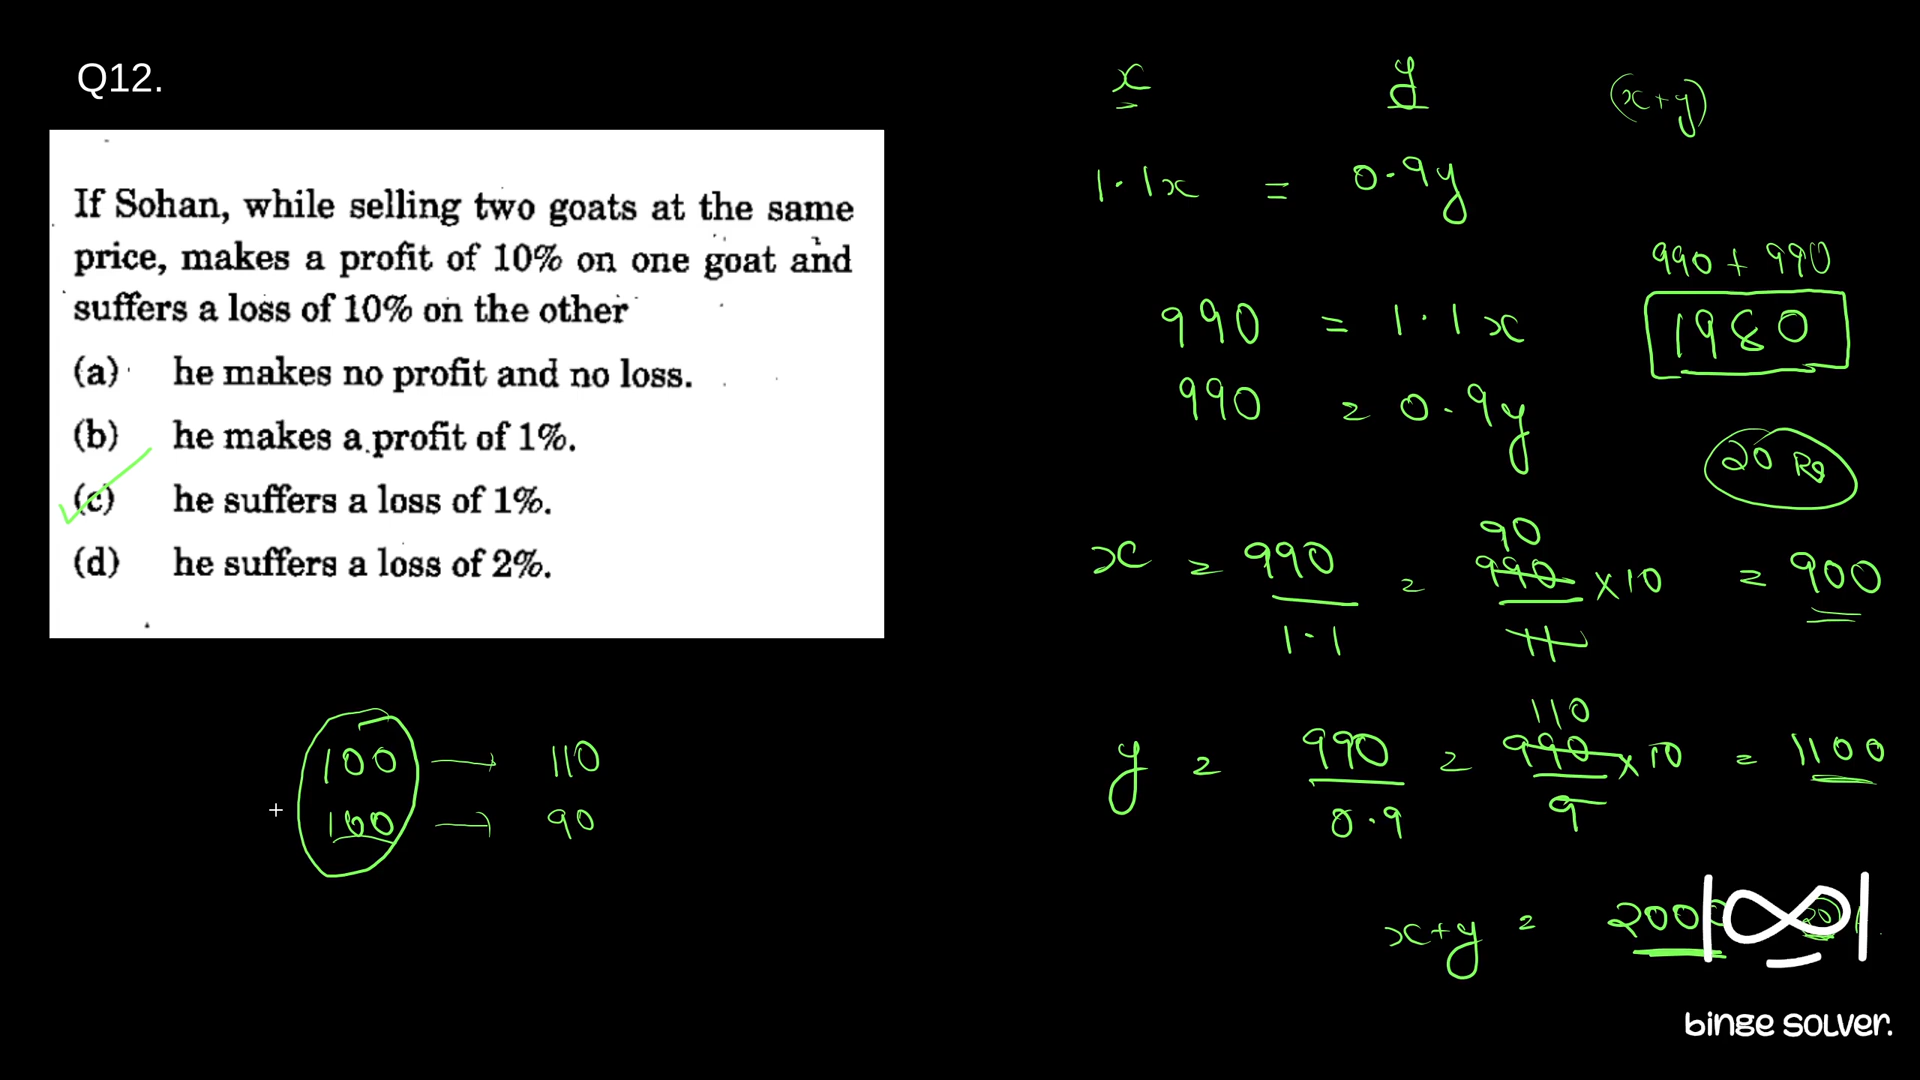 Q12.
If Sohan, while selling two goats at the same
price, makes a profit of 10% on one goat and
suffers a loss of 10% on the other
(a) he makes no profit and no loss.
(b) he makes a profit of 1%.
(c) he suffers a loss of 1%.
(d) he suffers a loss of 2%.
100 → 110
+ 100 → 90
x y (x+y)
1.1x = 0.9y
990 + 990
1980
990 = 1.1x
990 = 0.9y
20 Rs
x = 990/1.1 = 990/11 × 10 = 900
90
y = 990/0.9 = 990/9 × 10 = 1100
110
x+y = 2000
20
binge solver.